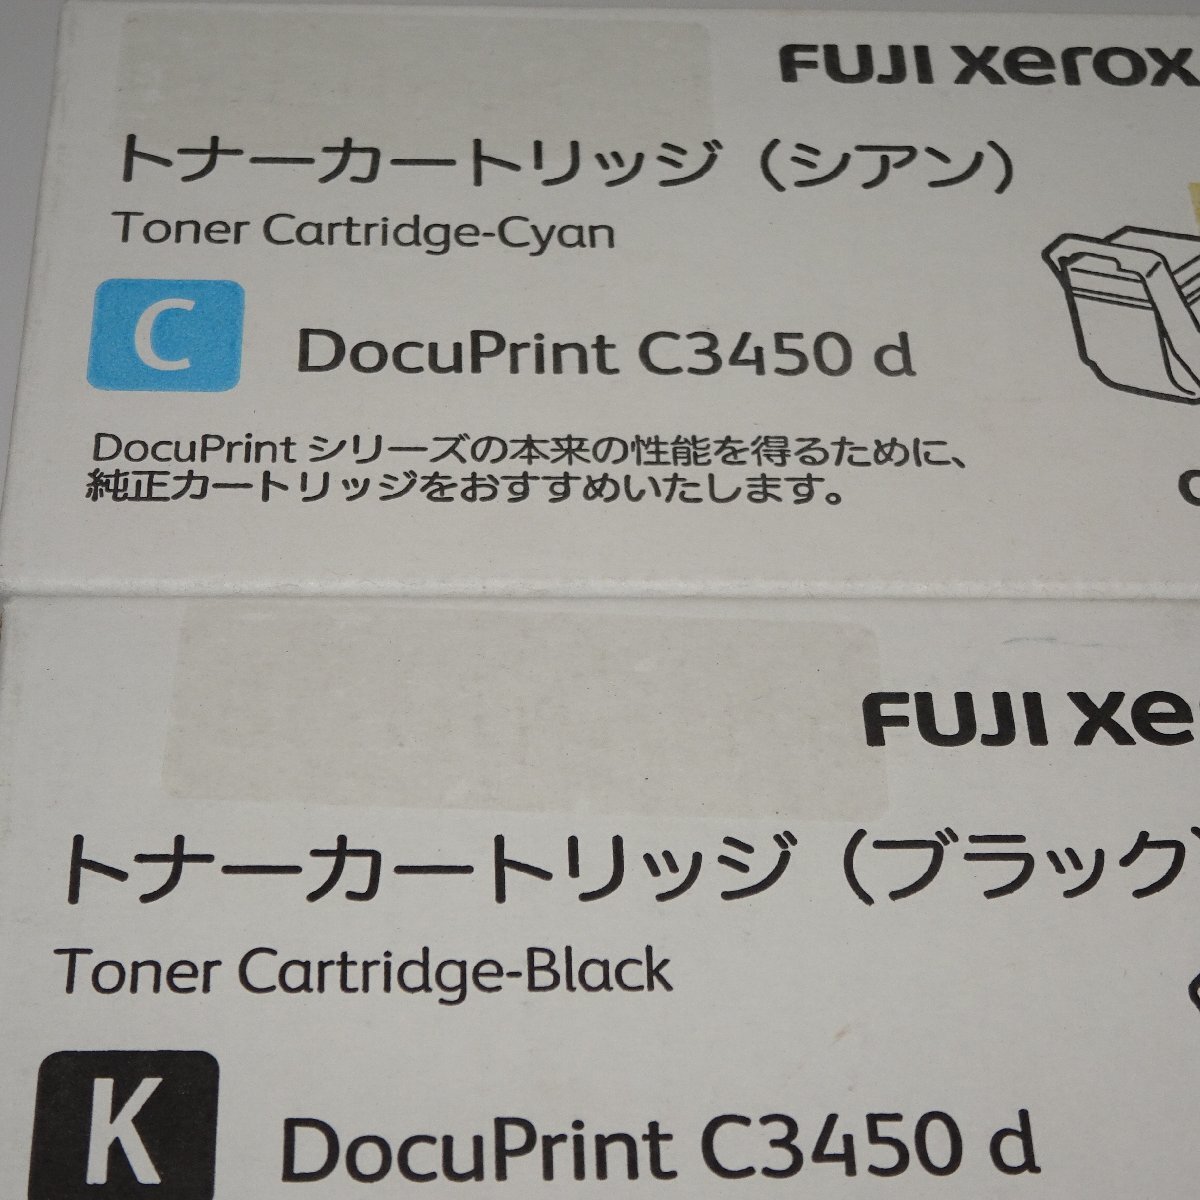 FUJI xerox
トナーカートリッジ（シアン）
Toner Cartridge-Cyan
C
DocuPrint C3450 d
DocuPrint シリーズの本来の性能を得るために、
純正カートリッジをおすすめいたします。
FUJI xe
トナーカートリッジ（ブラック
Toner Cartridge-Black
K
DocuPrint C3450 d